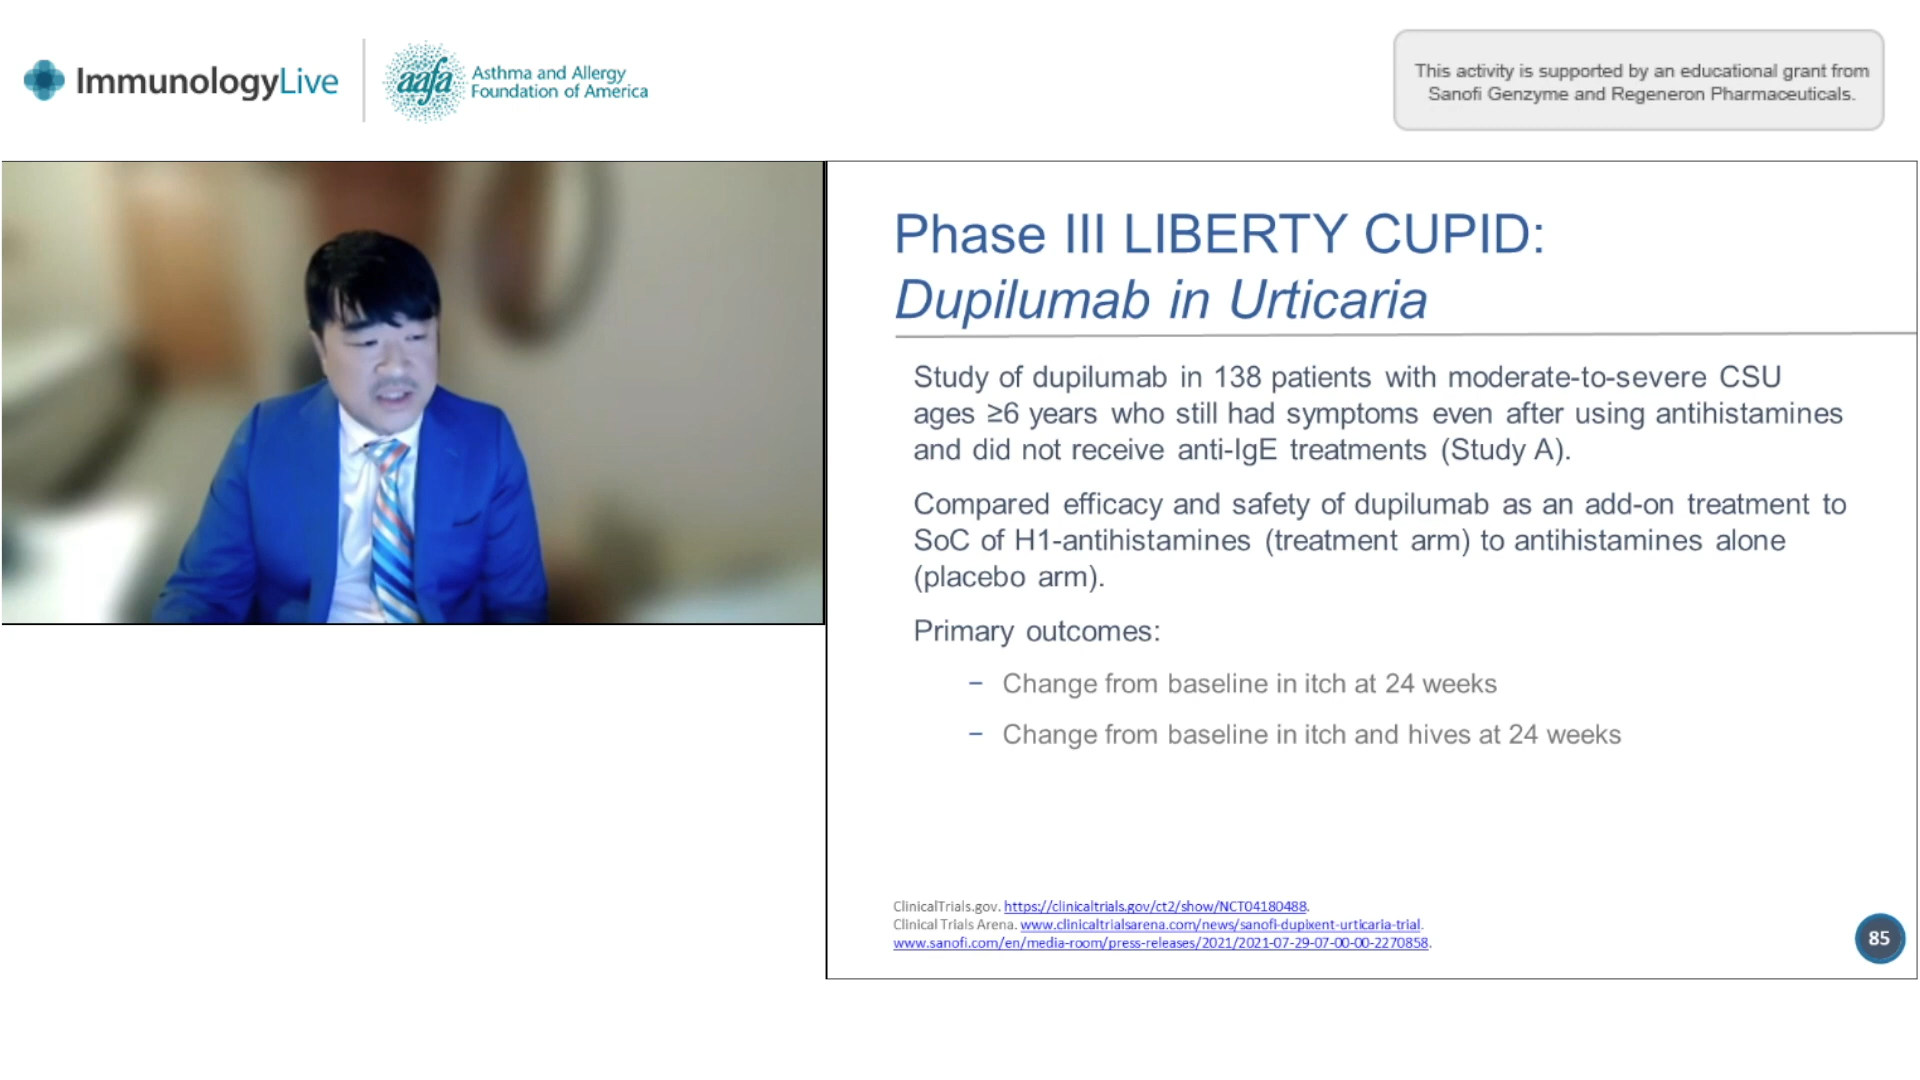 ImmunologyLive
aafa
Asthma and Allergy
Foundation of America
This activity is supported by an educational grant from
Sanofi Genzyme and Regeneron Pharmaceuticals.
Phase III LIBERTY CUPID:
Dupilumab in Urticaria
Study of dupilumab in 138 patients with moderate-to-severe CSU
ages ≥6 years who still had symptoms even after using antihistamines
and did not receive anti-IgE treatments (Study A).
Compared efficacy and safety of dupilumab as an add-on treatment to
SoC of H1-antihistamines (treatment arm) to antihistamines alone
(placebo arm).
Primary outcomes:
– Change from baseline in itch at 24 weeks
– Change from baseline in itch and hives at 24 weeks
ClinicalTrials.gov. https://clinicaltrials.gov/ct2/show/NCT04180488.
Clinical Trials Arena. www.clinicaltrialsarena.com/news/sanofi-dupixent-urticaria-trial.
www.sanofi.com/en/media-room/press-releases/2021/2021-07-29-07-00-00-2270858.
85